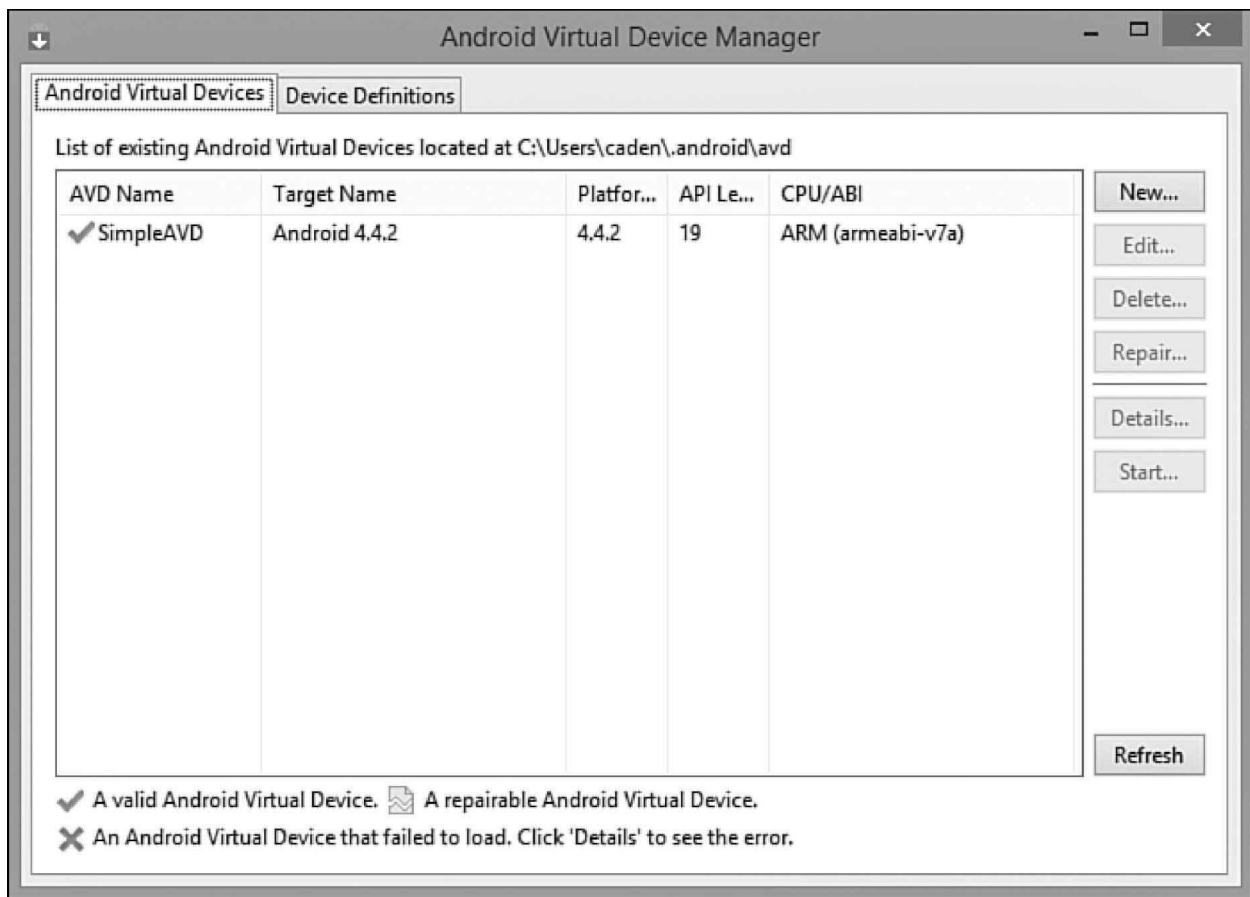 Android Virtual Device Manager
Android Virtual Devices Device Definitions
List of existing Android Virtual Devices located at C:\Users\caden\.android\avd
AVD Name Target Name Platfor... API Le... CPU/ABI
SimpleAVD Android 4.4.2 4.4.2 19 ARM (armeabi-v7a)
New...
Edit...
Delete...
Repair...
Details...
Start...
Refresh
A valid Android Virtual Device. A repairable Android Virtual Device.
An Android Virtual Device that failed to load. Click 'Details' to see the error.